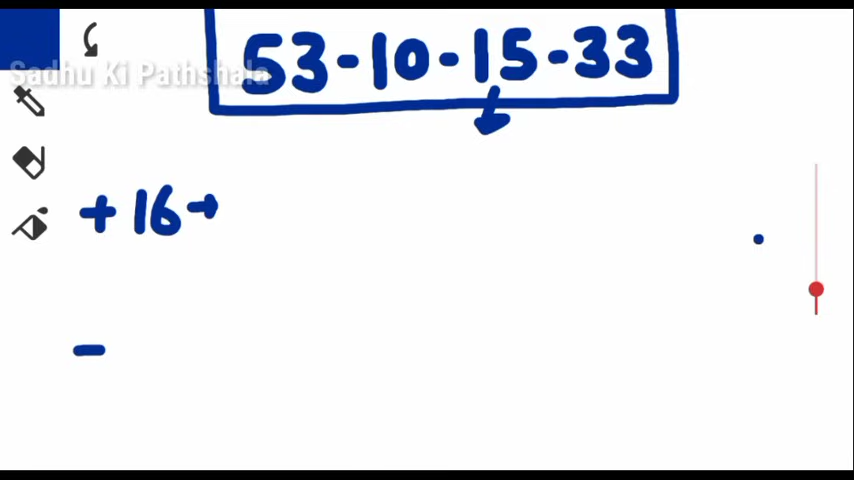 53-10-15-33
Sadhu Ki Pathshala
+ 16 →
-